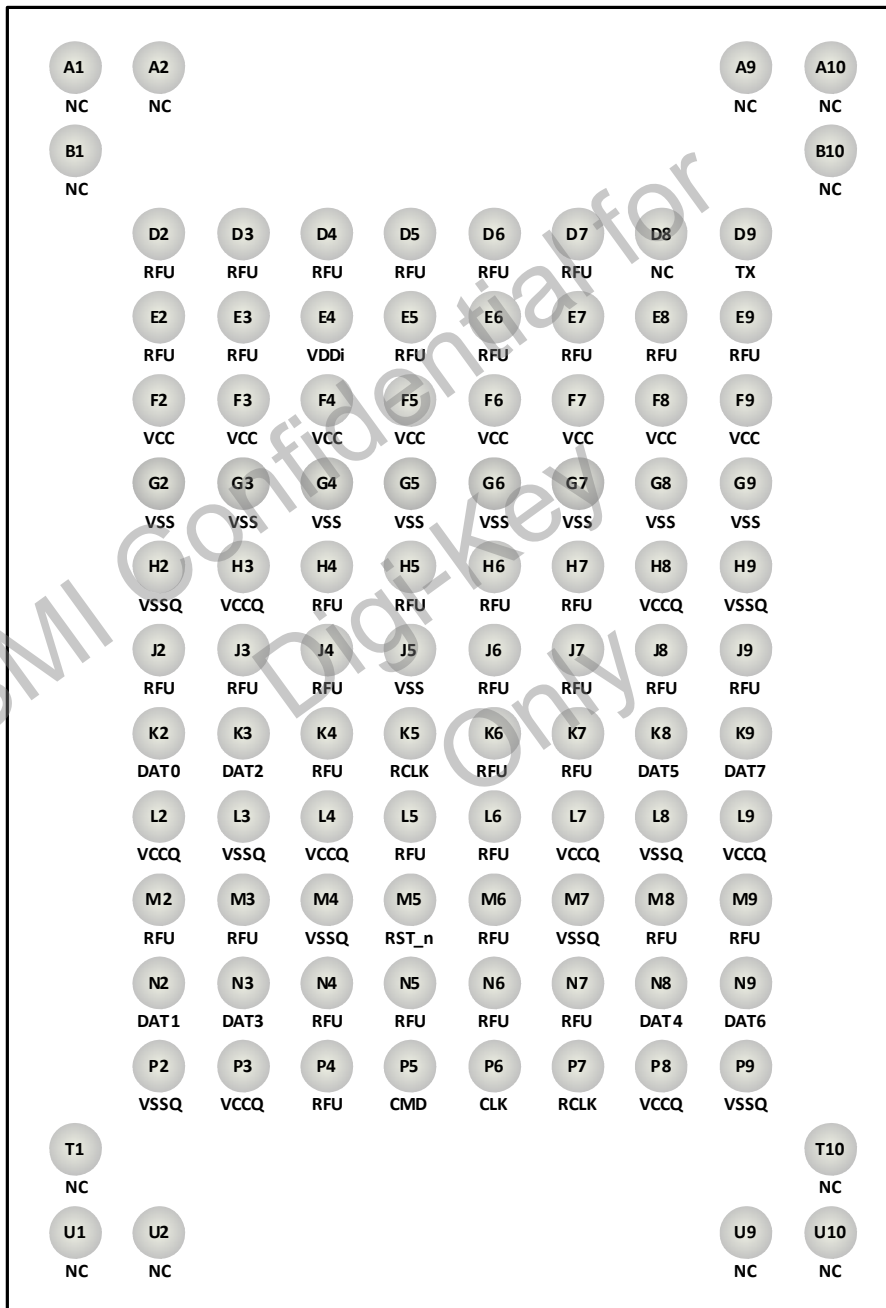 A1 A2 A9 A10
NC NC NC NC
B1 B10
NC NC
D2 D3 D4 D5 D6 D7 D8 D9
RFU RFU RFU RFU RFU RFU NC TX
E2 E3 E4 E5 E6 E7 E8 E9
RFU RFU VDDi RFU RFU RFU RFU RFU
F2 F3 F4 F5 F6 F7 F8 F9
VCC VCC VCC VCC VCC VCC VCC VCC
G2 G3 G4 G5 G6 G7 G8 G9
VSS VSS VSS VSS VSS VSS VSS VSS
H2 H3 H4 H5 H6 H7 H8 H9
VSSQ VCCQ RFU RFU RFU RFU VCCQ VSSQ
J2 J3 J4 J5 J6 J7 J8 J9
RFU RFU RFU VSS RFU RFU RFU RFU
K2 K3 K4 K5 K6 K7 K8 K9
DAT0 DAT2 RFU RCLK RFU RFU DAT5 DAT7
L2 L3 L4 L5 L6 L7 L8 L9
VCCQ VSSQ VCCQ RFU RFU VCCQ VSSQ VCCQ
M2 M3 M4 M5 M6 M7 M8 M9
RFU RFU VSSQ RST_n RFU VSSQ RFU RFU
N2 N3 N4 N5 N6 N7 N8 N9
DAT1 DAT3 RFU RFU RFU RFU DAT4 DAT6
P2 P3 P4 P5 P6 P7 P8 P9
VSSQ VCCQ RFU CMD CLK RCLK VCCQ VSSQ
T1 T10
NC NC
U1 U2 U9 U10
NC NC NC NC
Confidential for
Digi-Key
Only